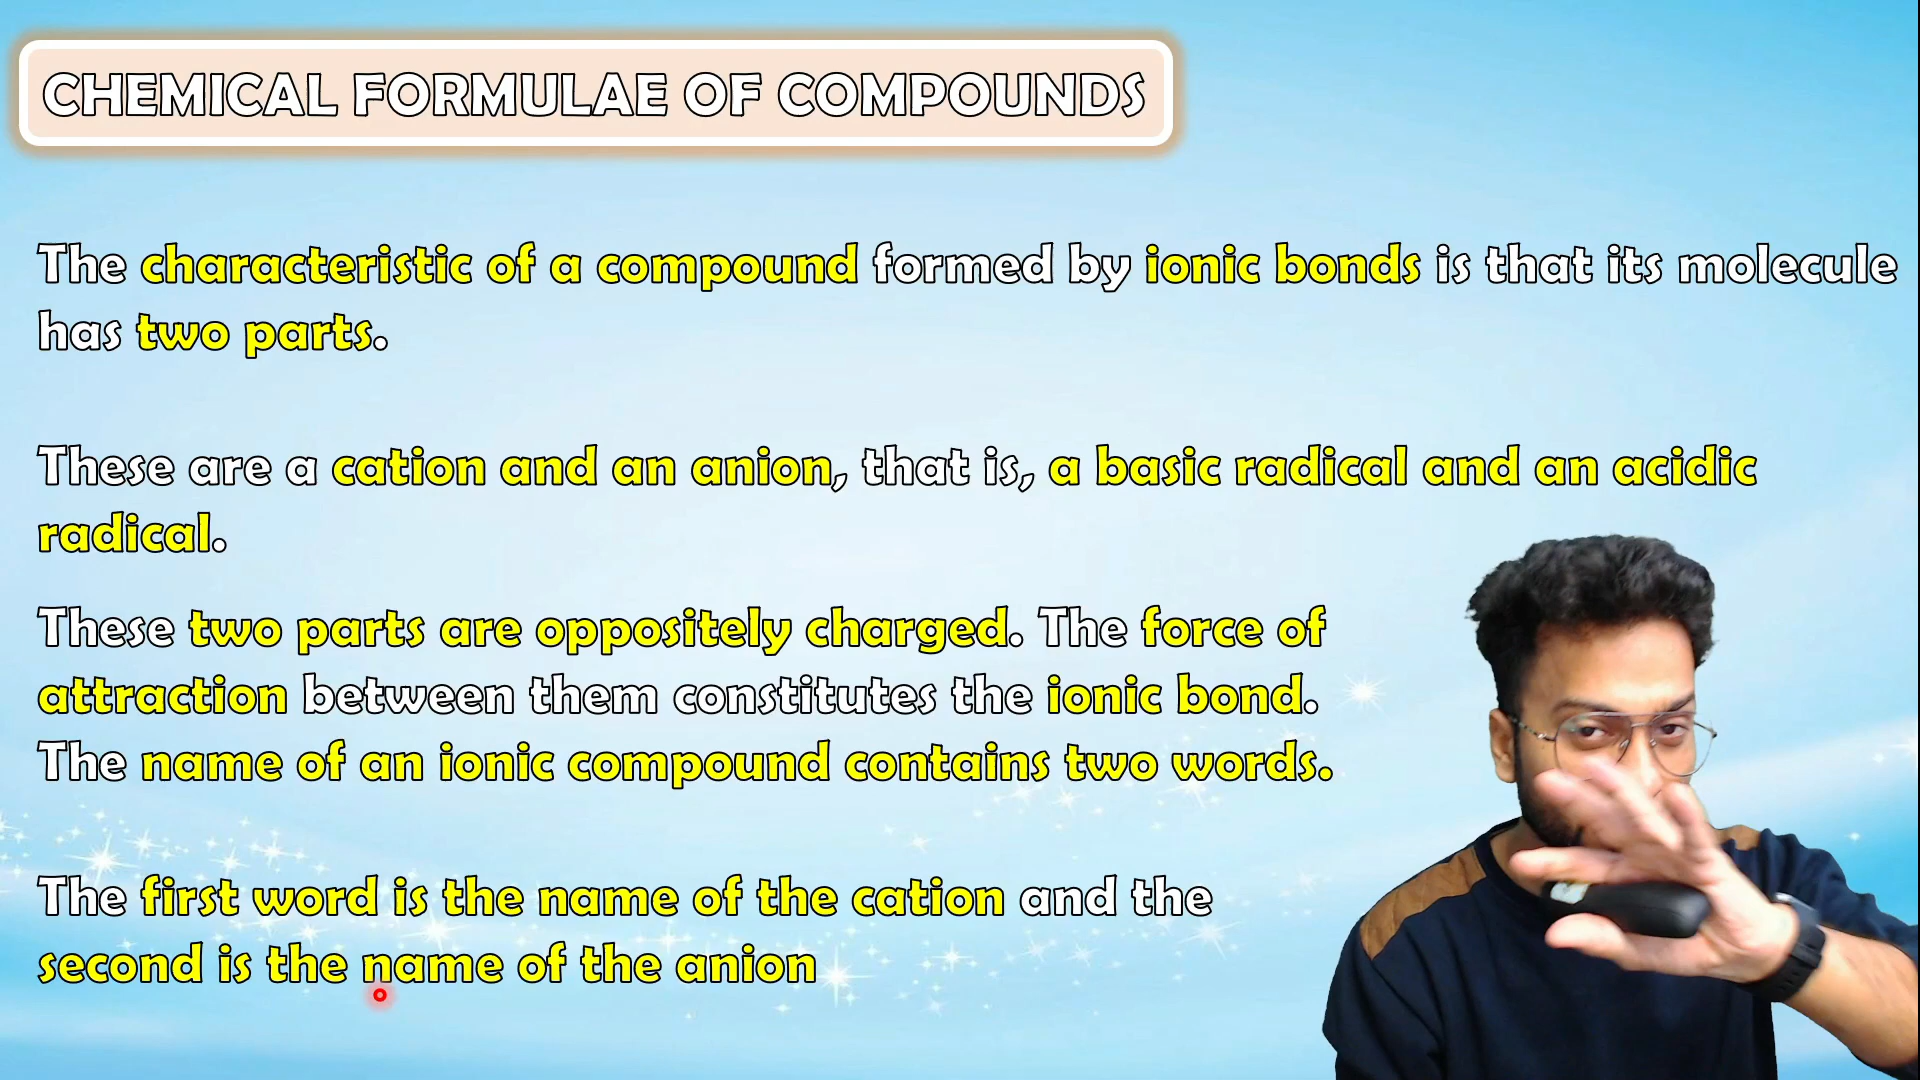 CHEMICAL FORMULAE OF COMPOUNDS
The characteristic of a compound formed by ionic bonds is that its molecule
has two parts.
These are a cation and an anion, that is, a basic radical and an acidic
radical.
These two parts are oppositely charged. The force of
attraction between them constitutes the ionic bond.
The name of an ionic compound contains two words.
The first word is the name of the cation and the
second is the name of the anion